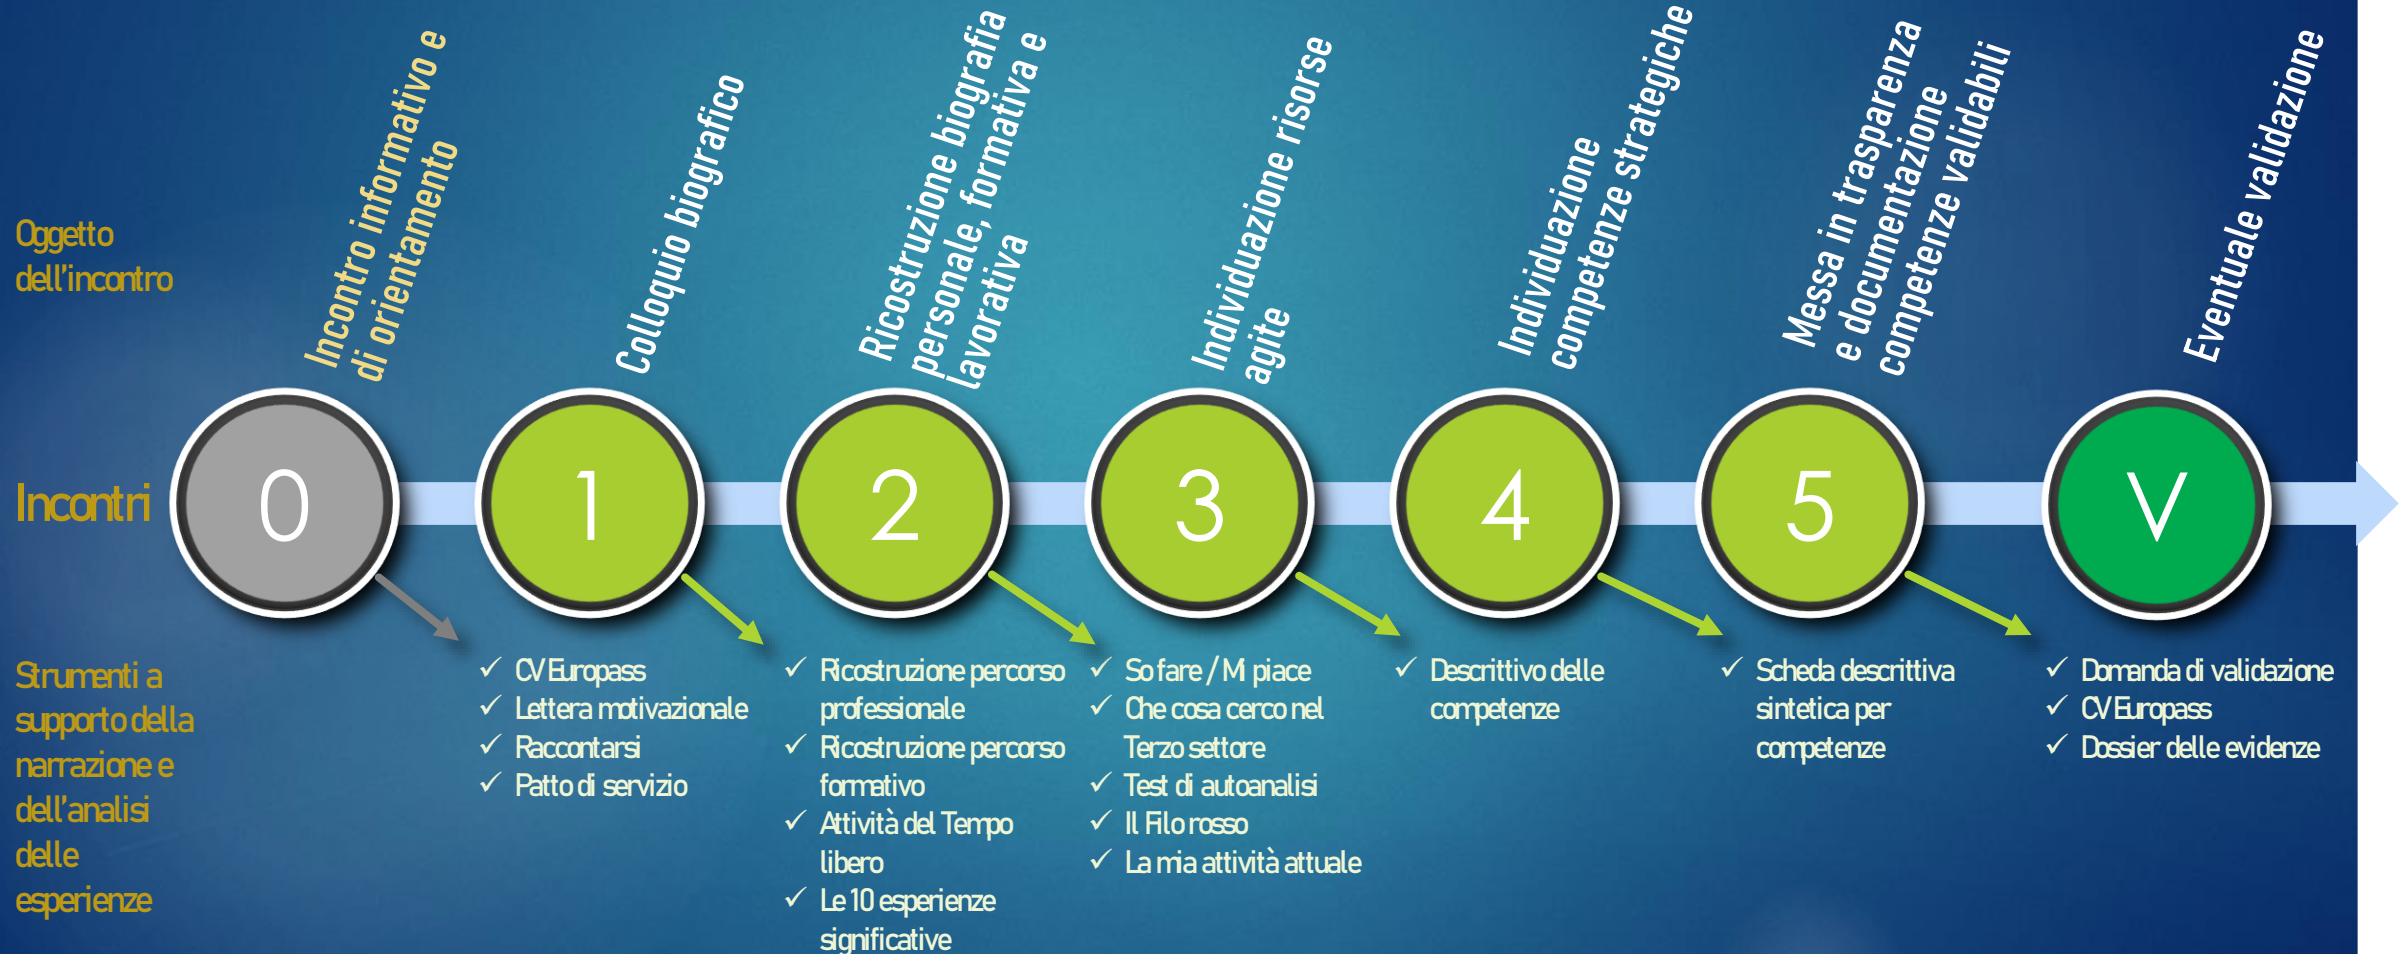 Oggetto
dell'incontro
Incontro informativo e
di orientamento
Colloquio biografico
Ricostruzione biografia
personale, formativa e
lavorativa
Individuazione risorse
agite
Individuazione
competenze strategiche
Messa in trasparenza
e documentazione
competenze validabili
Eventuale validazione
Incontri
0
1
2
3
4
5
V
Strumenti a
supporto della
narrazione e
dell'analisi
delle
esperienze
✓ CV Europass
✓ Lettera motivazionale
✓ Raccontarsi
✓ Patto di servizio
✓ Ricostruzione percorso
professionale
✓ Ricostruzione percorso
formativo
✓ Attività del Tempo
libero
✓ Le 10 esperienze
significative
✓ So fare / Mi piace
✓ Che cosa cerco nel
Terzo settore
✓ Test di autoanalisi
✓ Il Filo rosso
✓ La mia attività attuale
✓ Descrittivo delle
competenze
✓ Scheda descrittiva
sintetica per
competenze
✓ Domanda di validazione
✓ CV Europass
✓ Dossier delle evidenze